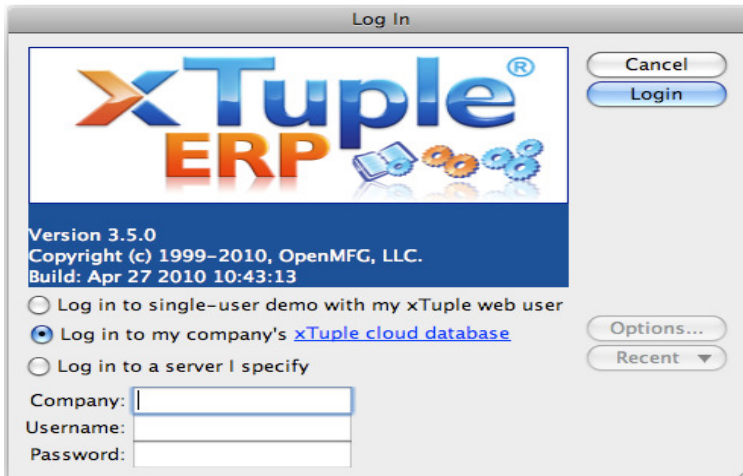 Log In
xTuple®
ERP
Cancel
Login
Version 3.5.0
Copyright (c) 1999-2010, OpenMFG, LLC.
Build: Apr 27 2010 10:43:13
Log in to single-user demo with my xTuple web user
Log in to my company's xTuple cloud database
Log in to a server I specify
Options...
Recent
Company:
Username:
Password: